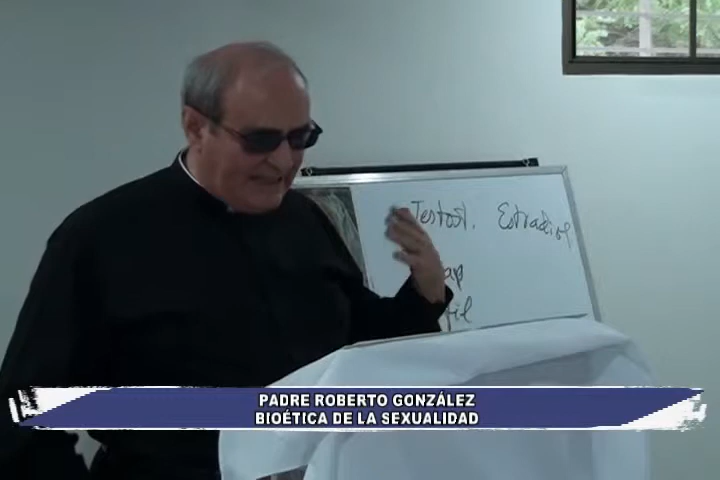 Testost. Estradiol
PADRE ROBERTO GONZÁLEZ
BIOÉTICA DE LA SEXUALIDAD